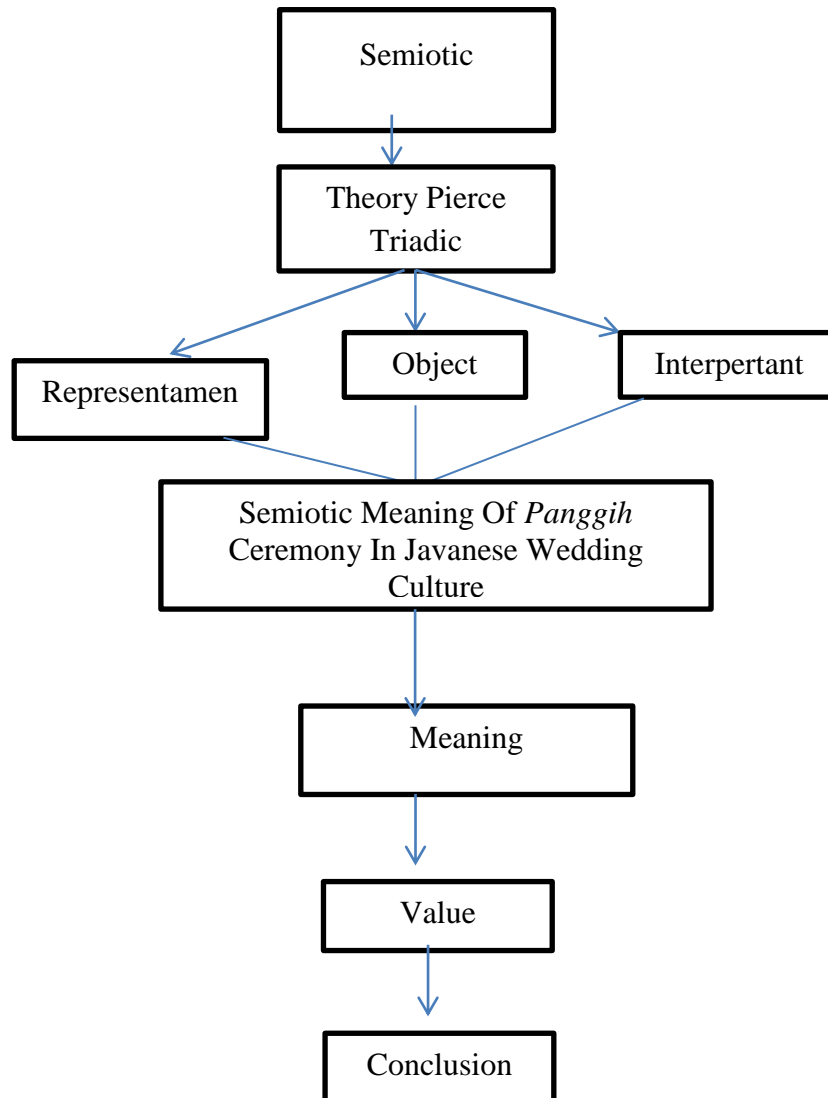 Semiotic
Theory Pierce
Triadic
Representamen
Object
Interpertant
Semiotic Meaning Of Panggih
Ceremony In Javanese Wedding
Culture
Meaning
Value
Conclusion